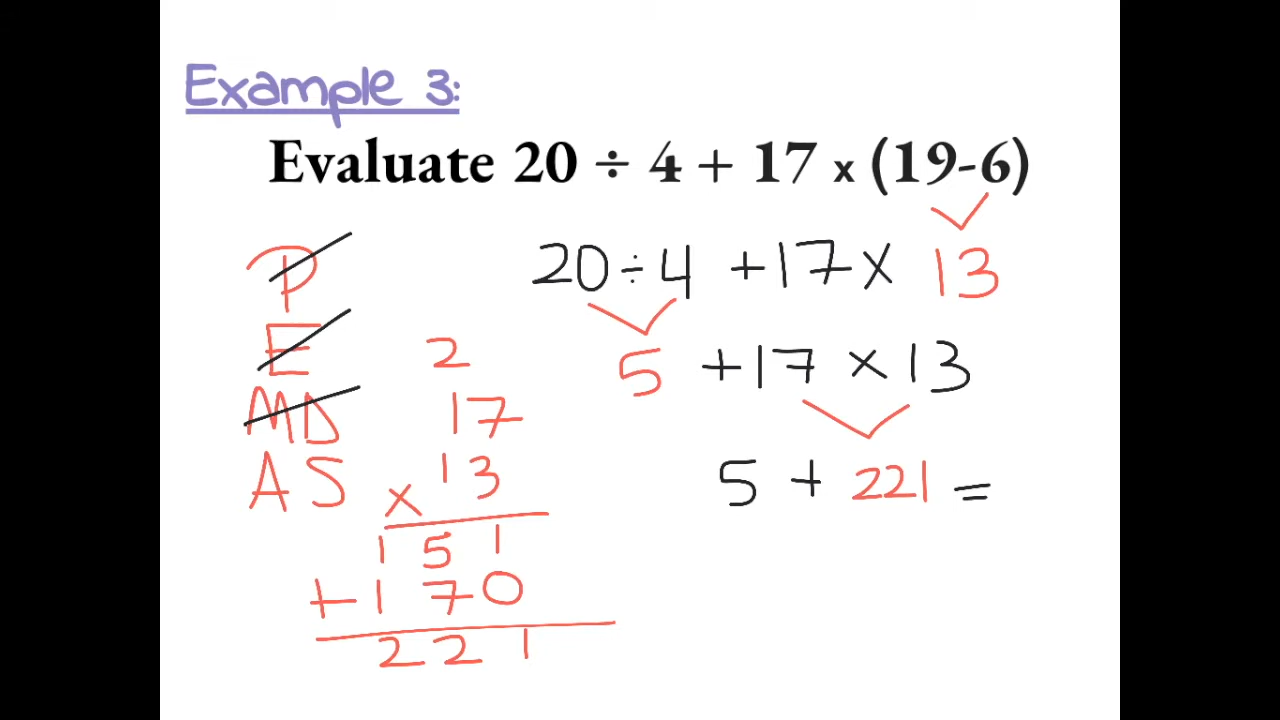 Example 3:
Evaluate 20 ÷ 4 + 17 x (19-6)
P
E
MD
AS
20÷4 +17× 13
5 +17 ×13
5 + 221 =
2
17
× 13
151
+170
221